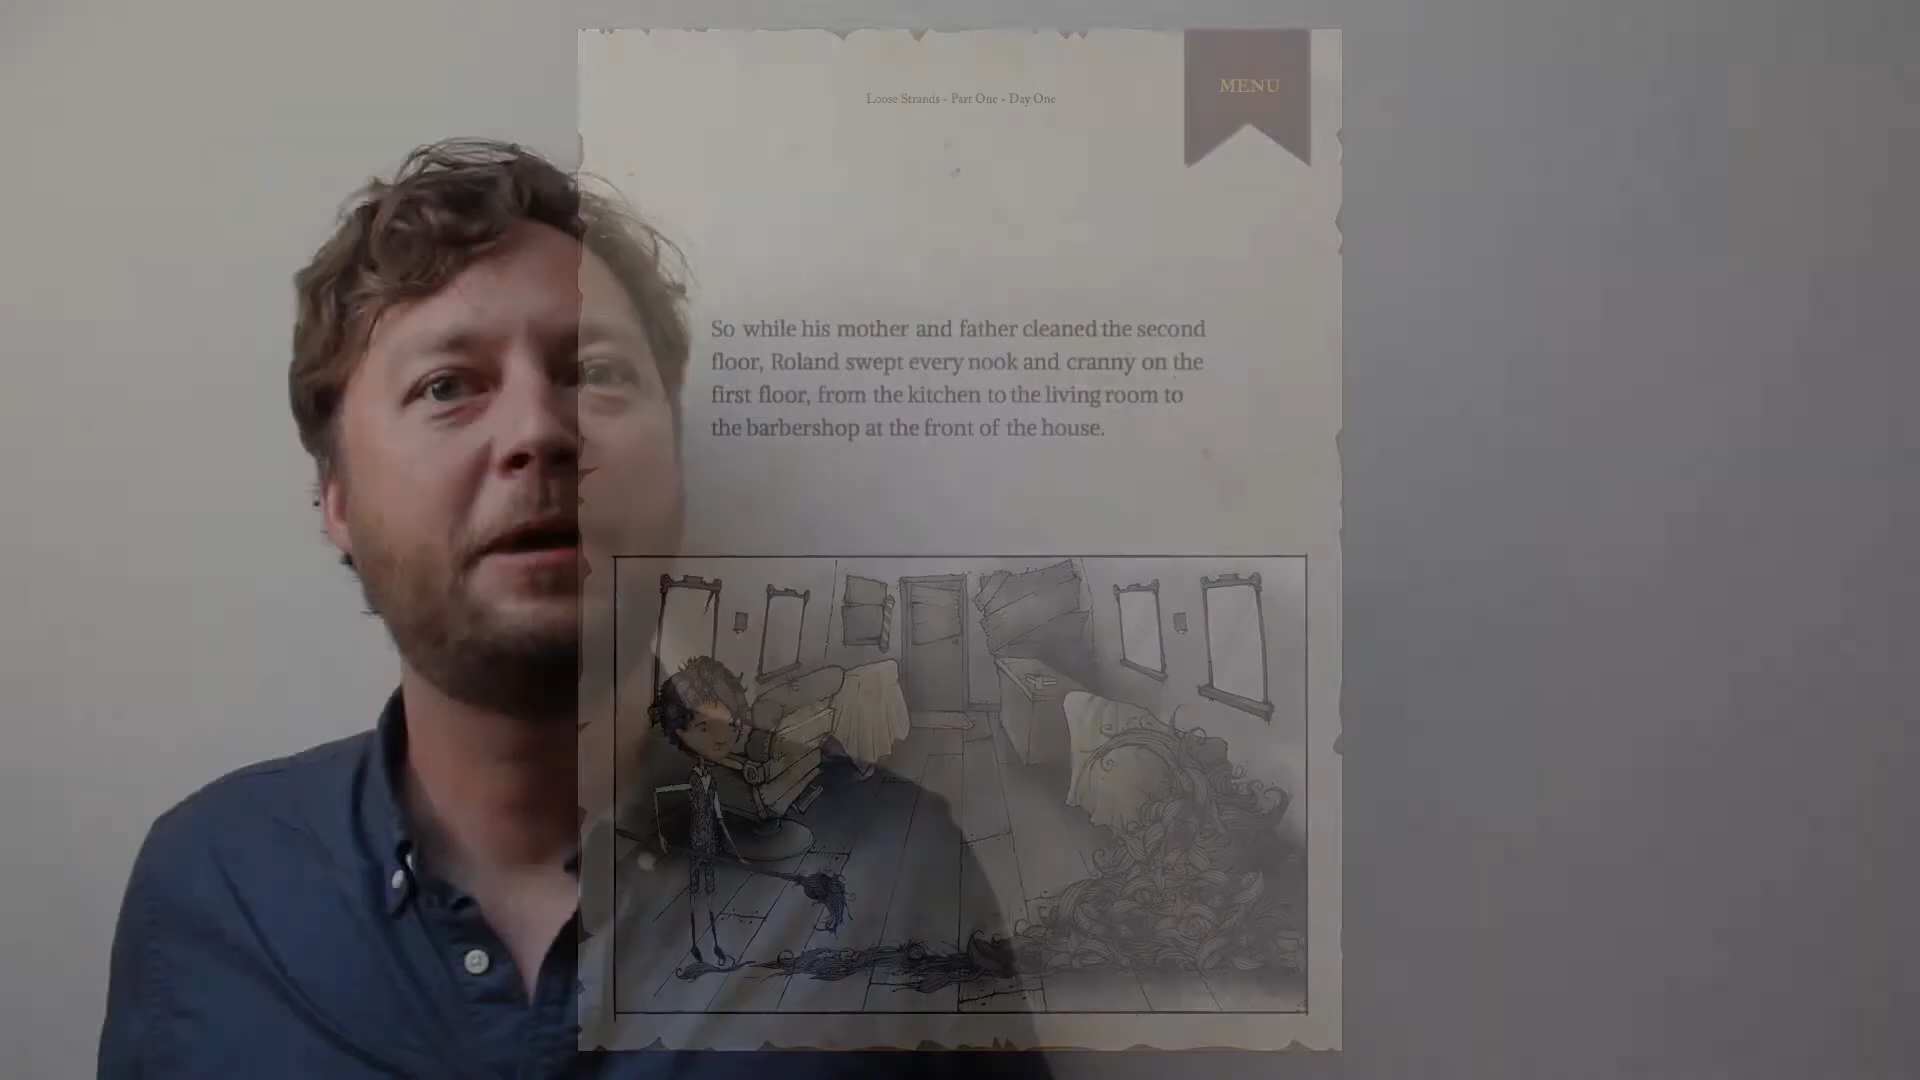 MENU
Loose Strands - Part One - Day One
So while his mother and father cleaned the second
floor, Roland swept every nook and cranny on the
first floor, from the kitchen to the living room to
the barbershop at the front of the house.